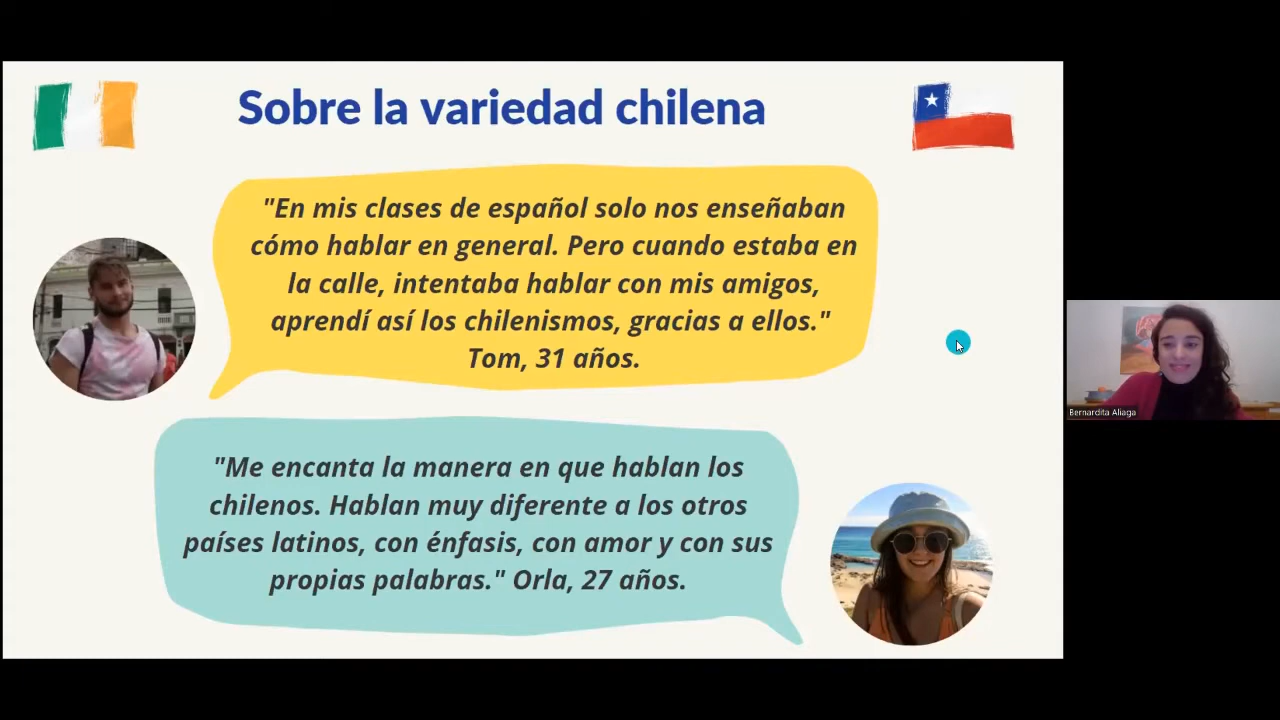 Sobre la variedad chilena
"En mis clases de español solo nos enseñaban
cómo hablar en general. Pero cuando estaba en
la calle, intentaba hablar con mis amigos,
aprendí así los chilenismos, gracias a ellos."
Tom, 31 años.
"Me encanta la manera en que hablan los
chilenos. Hablan muy diferente a los otros
países latinos, con énfasis, con amor y con sus
propias palabras." Orla, 27 años.
Bernardita Aliaga